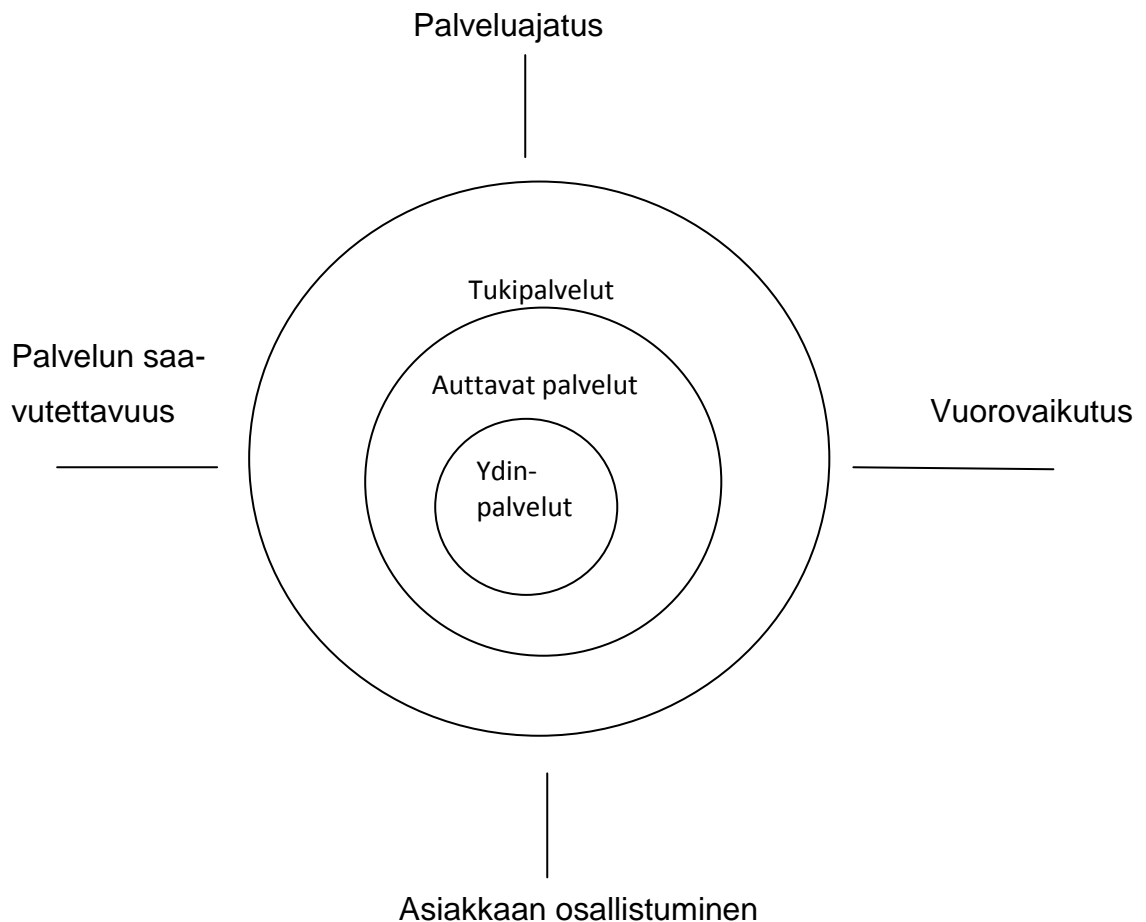 Palveluajatus
Tukipalvelut
Palvelun saa-
vutettavuus
Auttavat palvelut
Vuorovaikutus
Ydin-
palvelut
Asiakkaan osallistuminen